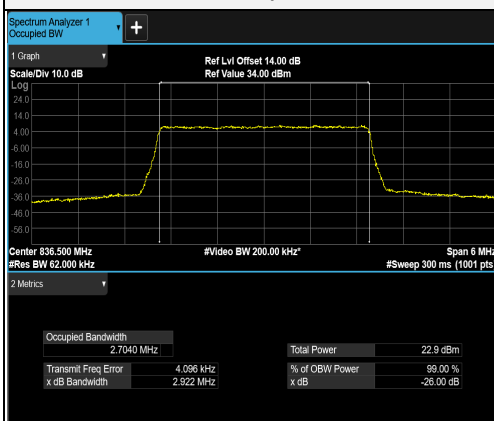 Spectrum Analyzer 1
Occupied BW
+
1 Graph
Ref Lvl Offset 14.00 dB
Scale/Div 10.0 dB
Ref Value 34.00 dBm
Log
24.0
14.0
4.00
-6.00
-16.0
-26.0
-36.0
-46.0
-56.0
Center 836.500 MHz
#Video BW 200.00 kHz*
Span 6 MHz
#Res BW 62.000 kHz
#Sweep 300 ms (1001 pts
2 Metrics
Occupied Bandwidth
2.7040 MHz
Total Power 22.9 dBm
Transmit Freq Error 4.096 kHz
% of OBW Power 99.00 %
x dB Bandwidth 2.922 MHz
x dB -26.00 dB